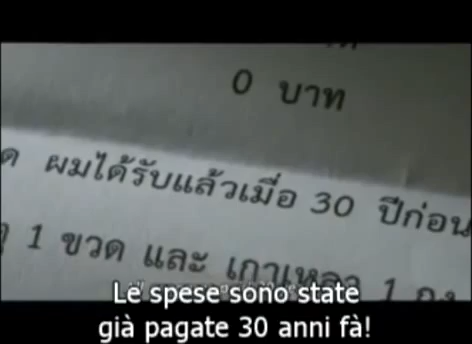 0 บาท
ผมได้รับแล้วเมื่อ 30 ปีก่อน
1 ขวด และ เกาเหลา 1 ถุง
Le spese sono state
già pagate 30 anni fà!